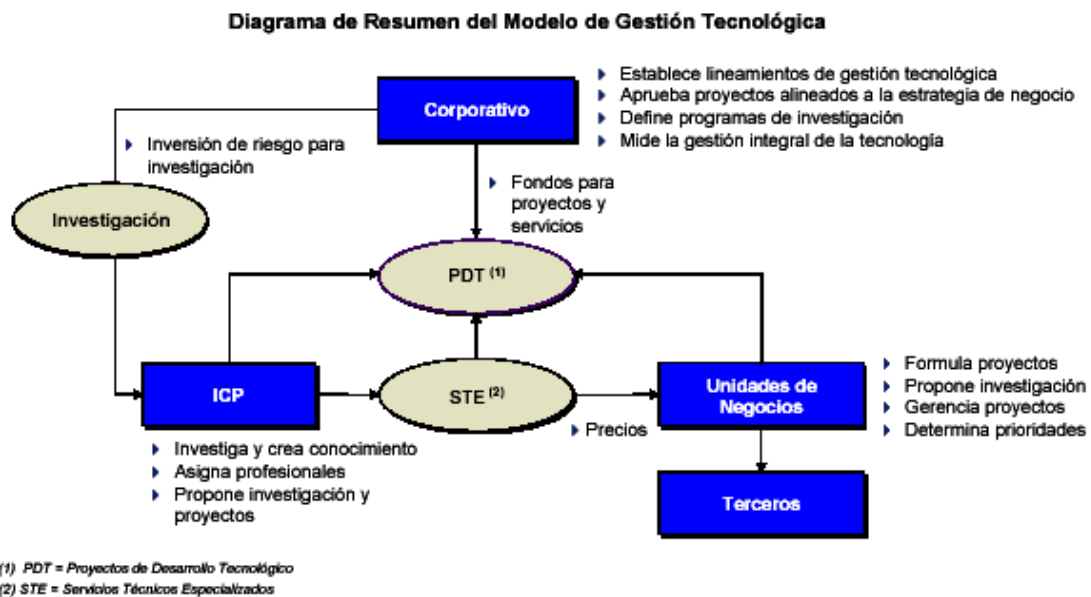 Diagrama de Resumen del Modelo de Gestión Tecnológica
Corporativo
Establece lineamientos de gestión tecnológica
Aprueba proyectos alineados a la estrategia de negocio
Define programas de investigación
Mide la gestión integral de la tecnología
Inversión de riesgo para
investigación
Fondos para
proyectos y
servicios
Investigación
PDT (1)
ICP
STE (2)
Precios
Unidades de
Negocios
Formula proyectos
Propone investigación
Gerencia proyectos
Determina prioridades
Investiga y crea conocimiento
Asigna profesionales
Propone investigación y
proyectos
Terceros
(1) PDT = Proyectos de Desarrollo Tecnológico
(2) STE = Servicios Técnicos Especializados